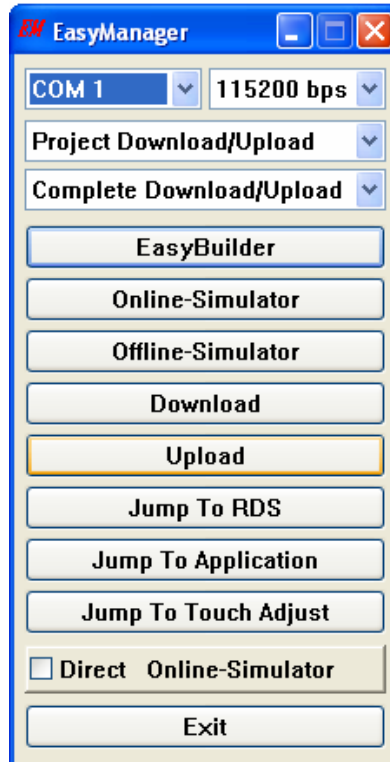 EM EasyManager
COM 1 115200 bps
Project Download/Upload
Complete Download/Upload
EasyBuilder
Online-Simulator
Offline-Simulator
Download
Upload
Jump To RDS
Jump To Application
Jump To Touch Adjust
Direct Online-Simulator
Exit